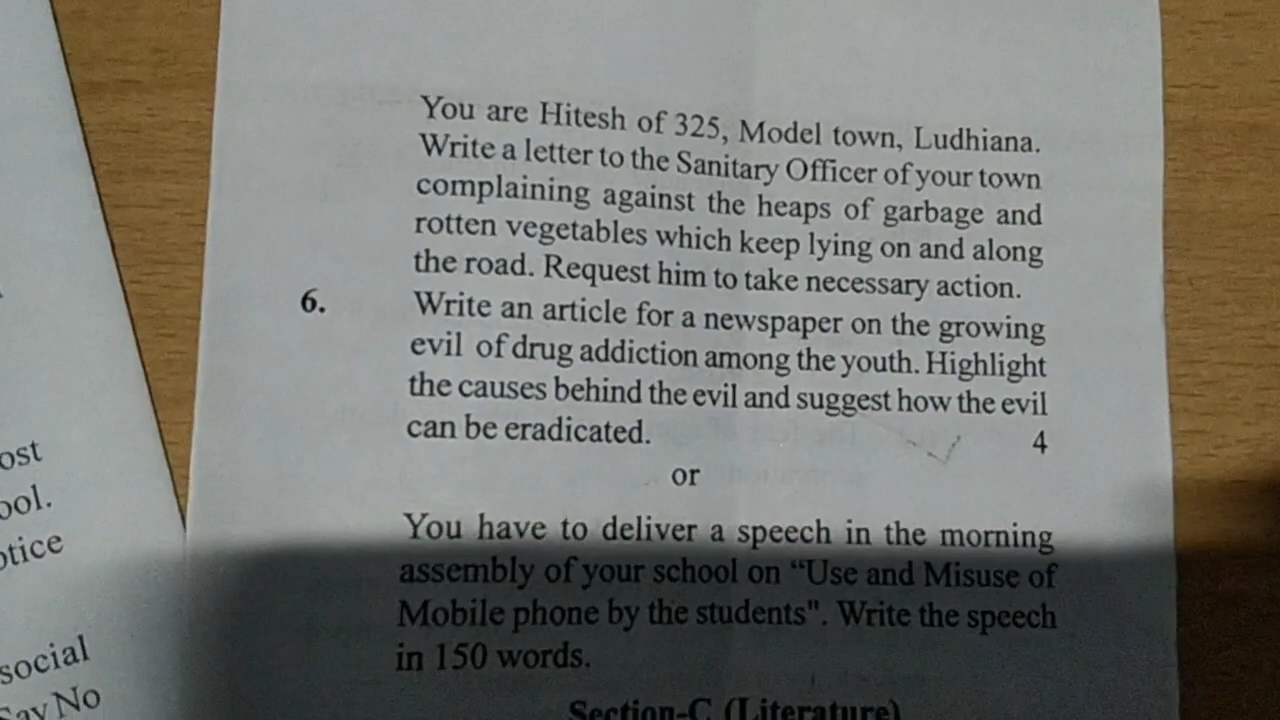 You are Hitesh of 325, Model town, Ludhiana.
Write a letter to the Sanitary Officer of your town
complaining against the heaps of garbage and
rotten vegetables which keep lying on and along
the road. Request him to take necessary action.
6. Write an article for a newspaper on the growing
evil of drug addiction among the youth. Highlight
the causes behind the evil and suggest how the evil
can be eradicated. 4
or
You have to deliver a speech in the morning
assembly of your school on “Use and Misuse of
Mobile phone by the students". Write the speech
in 150 words.
Section-C (Literature)
ost
ool.
otice
social
Say No